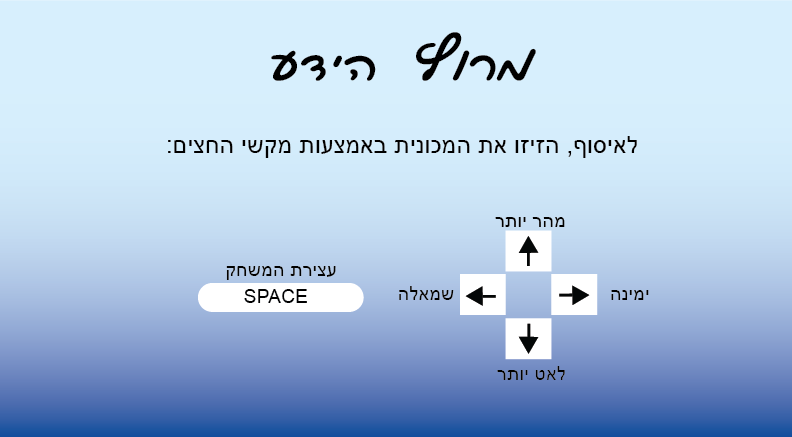 מרוץ הידע
לאיסוף, הזיזו את המכונית באמצעות מקשי החצים:
מהר יותר
ימינה
שמאלה
לאט יותר
עצירת המשחק
SPACE